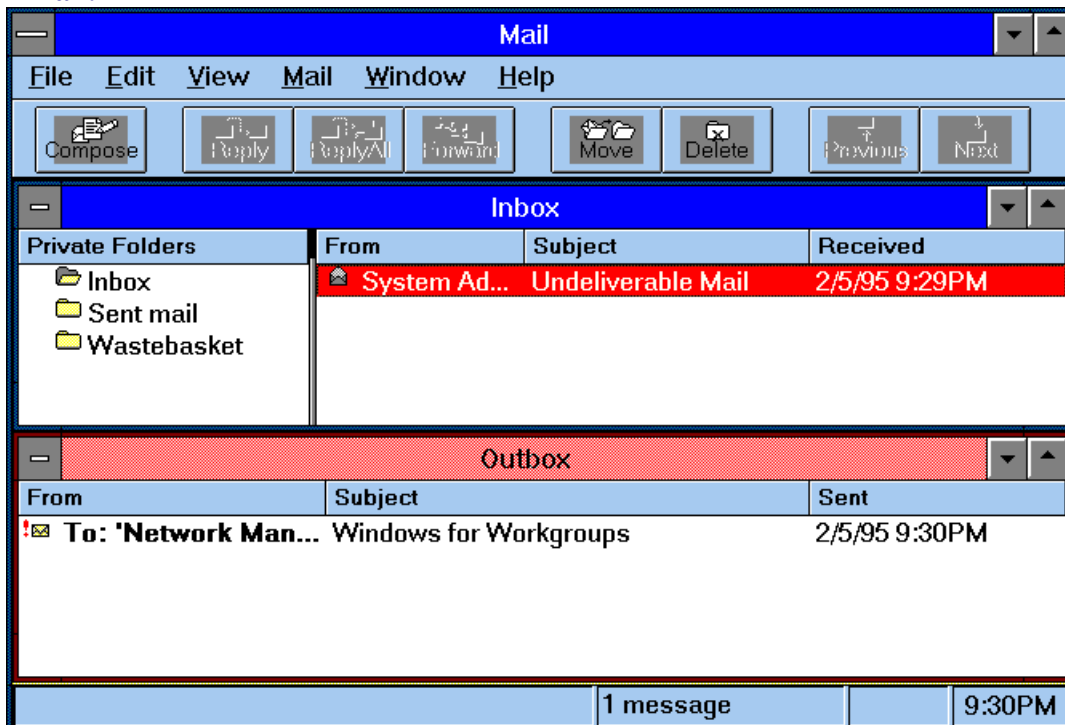 Mail
File Edit View Mail Window Help
Compose Reply ReplyAll Forward Move Delete Previous Next
Inbox
Private Folders From Subject Received
Inbox System Ad... Undeliverable Mail 2/5/95 9:29PM
Sent mail
Wastebasket
Outbox
From Subject Sent
To: 'Network Man... Windows for Workgroups 2/5/95 9:30PM
1 message 9:30PM